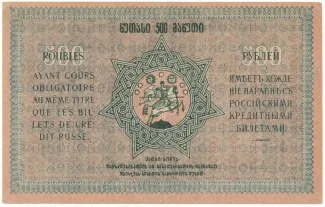 ხუთასი 500 მანეთი
500
ROUBLES
AYANT COURS
OBLIGATOIRE
AU MÊME TITRE
QUE LES BIL-
LETS DE CRÉ-
DIT RUSSE.
500
РУБЛЕЙ
ИМѢЕТЪ ХОЖДЕ-
НІЕ НАРАВНѢ СЪ
РОССІЙСКИМИ
КРЕДИТНЫМИ
БИЛЕТАМИ.